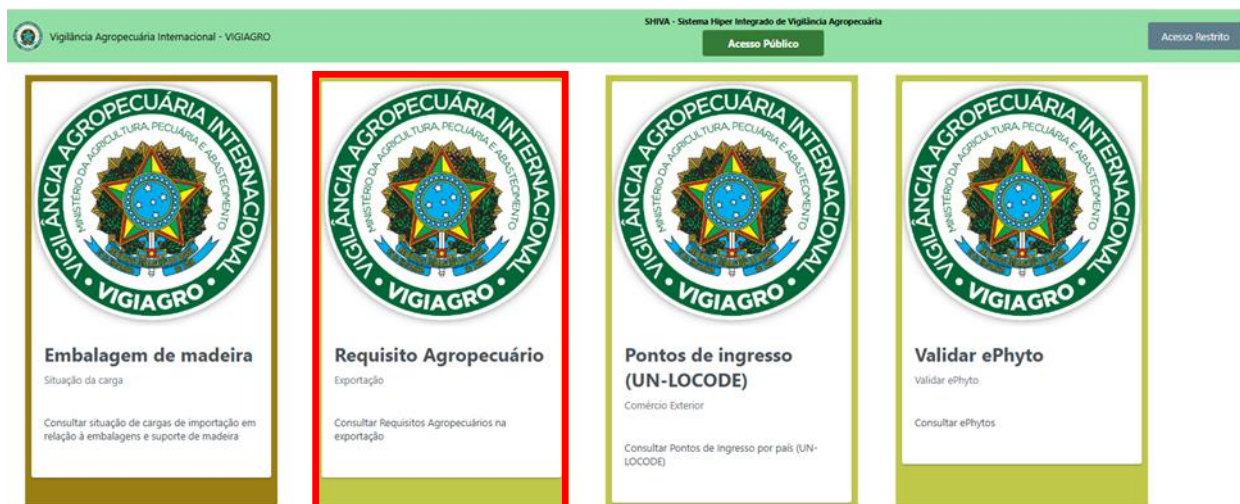 Vigilância Agropecuária Internacional - VIGIAGRO
SHIVA - Sistema Hiper Integrado de Vigilância Agropecuária
Acesso Público
Acesso Restrito
VIGILÂNCIA AGROPECUÁRIA INTERNACIONAL
MINISTÉRIO DA AGRICULTURA, PECUÁRIA E ABASTECIMENTO
• VIGIAGRO •
Embalagem de madeira
Situação da carga
Consultar situação de cargas de importação em
relação à embalagens e suporte de madeira
VIGILÂNCIA AGROPECUÁRIA INTERNACIONAL
MINISTÉRIO DA AGRICULTURA, PECUÁRIA E ABASTECIMENTO
• VIGIAGRO •
Requisito Agropecuário
Exportação
Consultar Requisitos Agropecuários na
exportação
VIGILÂNCIA AGROPECUÁRIA INTERNACIONAL
MINISTÉRIO DA AGRICULTURA, PECUÁRIA E ABASTECIMENTO
• VIGIAGRO •
Pontos de ingresso
(UN-LOCODE)
Comércio Exterior
Consultar Pontos de Ingresso por país (UN-
LOCODE)
VIGILÂNCIA AGROPECUÁRIA INTERNACIONAL
MINISTÉRIO DA AGRICULTURA, PECUÁRIA E ABASTECIMENTO
• VIGIAGRO •
Validar ePhyto
Validar ePhyto
Consultar ePhytos